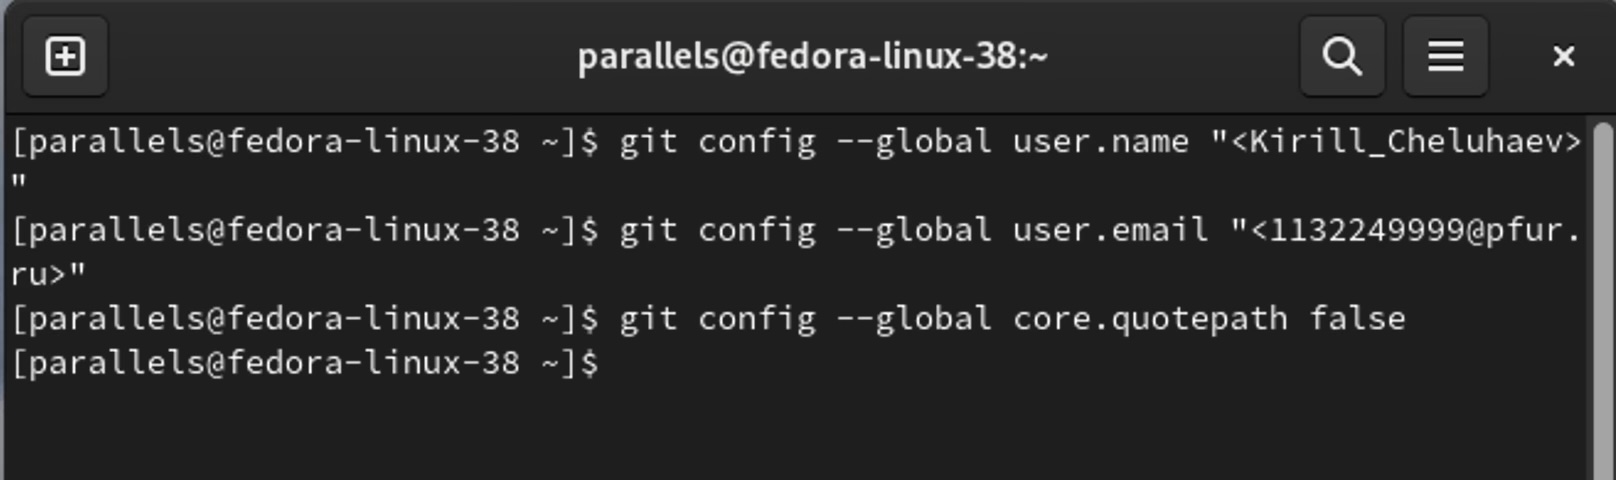 parallels@fedora-linux-38:~
[parallels@fedora-linux-38 ~]$ git config --global user.name "<Kirill_Cheluhaev>
"
[parallels@fedora-linux-38 ~]$ git config --global user.email "<1132249999@pfur.
ru>"
[parallels@fedora-linux-38 ~]$ git config --global core.quotepath false
[parallels@fedora-linux-38 ~]$